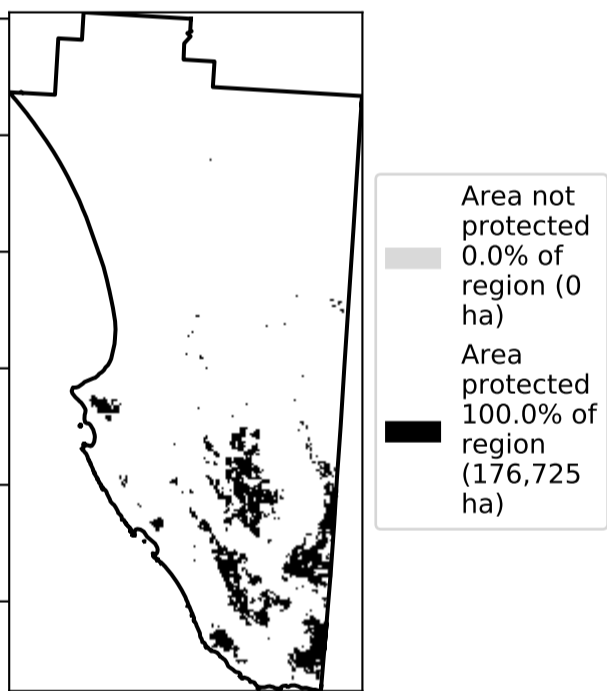 Area not
protected
0.0% of
region (0
ha)
Area
protected
100.0% of
region
(176,725
ha)